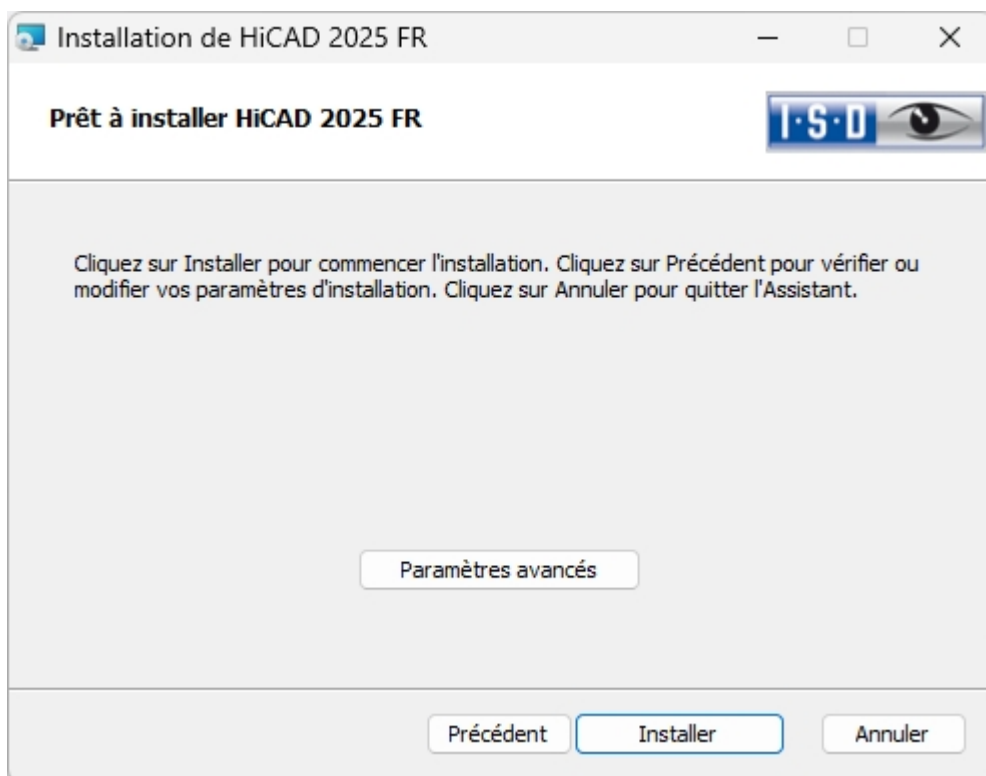 Installation de HiCAD 2025 FR
Prêt à installer HiCAD 2025 FR
I·S·D
Cliquez sur Installer pour commencer l'installation. Cliquez sur Précédent pour vérifier ou
modifier vos paramètres d'installation. Cliquez sur Annuler pour quitter l'Assistant.
Paramètres avancés
Précédent
Installer
Annuler